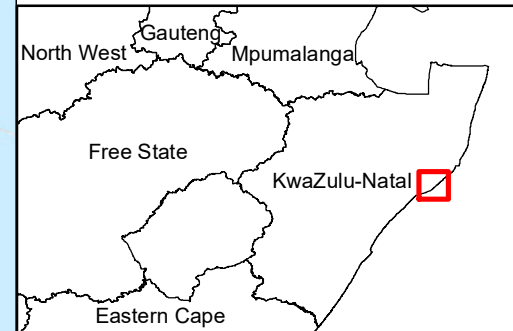 Gauteng
North West
Mpumalanga
Free State
KwaZulu-Natal
Eastern Cape